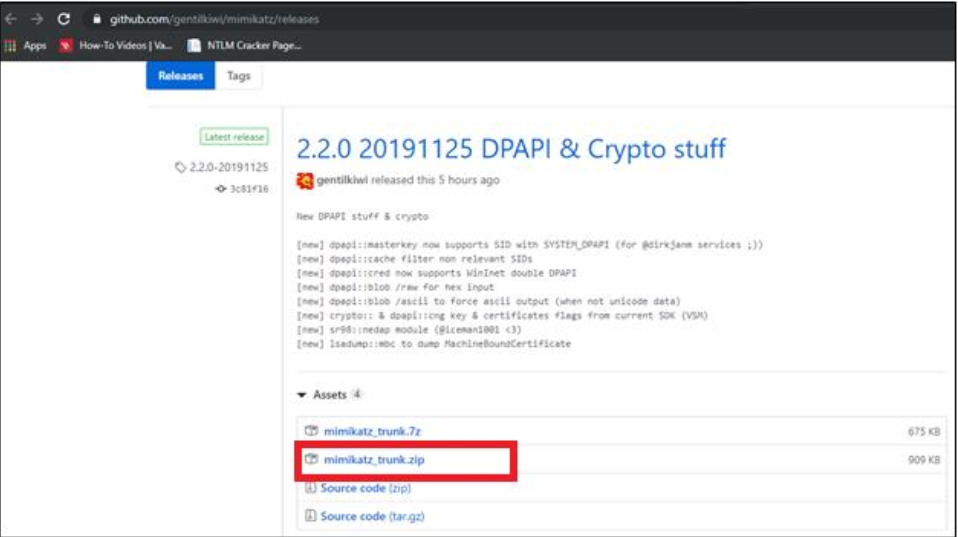 github.com/gentilkiwi/mimikatz/releases
Apps How-To Videos | Va... NTLM Cracker Page...
Releases Tags
Latest release
2.2.0-20191125
3c81f16
2.2.0 20191125 DPAPI & Crypto stuff
gentilkiwi released this 5 hours ago
New DPAPI stuff & crypto
[new] dpapi::masterkey now supports SID with SYSTEM_DPAPI (for @dirkjanm services ;))
[new] dpapi::cache filter non relevant SIDs
[new] dpapi::cred now supports WinInet double DPAPI
[new] dpapi::blob /raw for hex input
[new] dpapi::blob /ascii to force ascii output (when not unicode data)
[new] crypto:: & dpapi::cng key & certificates flags from current SDK (VSM)
[new] sr98::nedap module (@iceman1001 <3)
[new] lsadump::mbc to dump MachineBoundCertificate
Assets 4
mimikatz_trunk.7z 675 KB
mimikatz_trunk.zip 909 KB
Source code (zip)
Source code (tar.gz)